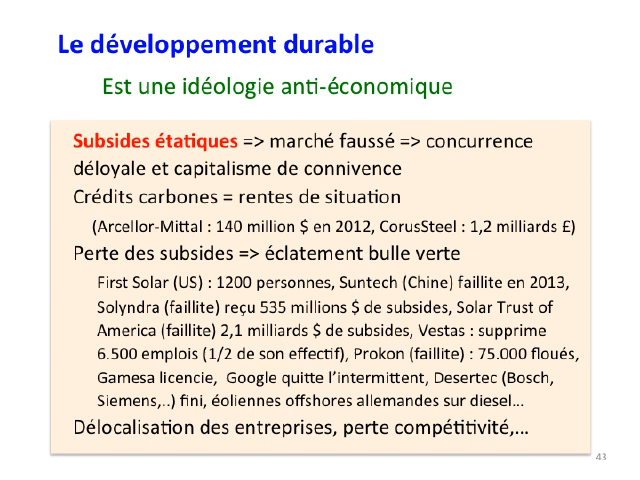 Le développement durable
Est une idéologie anti-économique
Subsides étatiques => marché faussé => concurrence
déloyale et capitalisme de connivence
Crédits carbones = rentes de situation
(Arcellor-Mittal : 140 million $ en 2012, CorusSteel : 1,2 milliards £)
Perte des subsides => éclatement bulle verte
First Solar (US) : 1200 personnes, Suntech (Chine) faillite en 2013,
Solyndra (faillite) reçu 535 millions $ de subsides, Solar Trust of
America (faillite) 2,1 milliards $ de subsides, Vestas : supprime
6.500 emplois (1/2 de son effectif), Prokon (faillite) : 75.000 floués,
Gamesa licencie, Google quitte l'intermittent, Desertec (Bosch,
Siemens,..) fini, éoliennes offshores allemandes sur diesel…
Délocalisation des entreprises, perte compétitivité,…
43